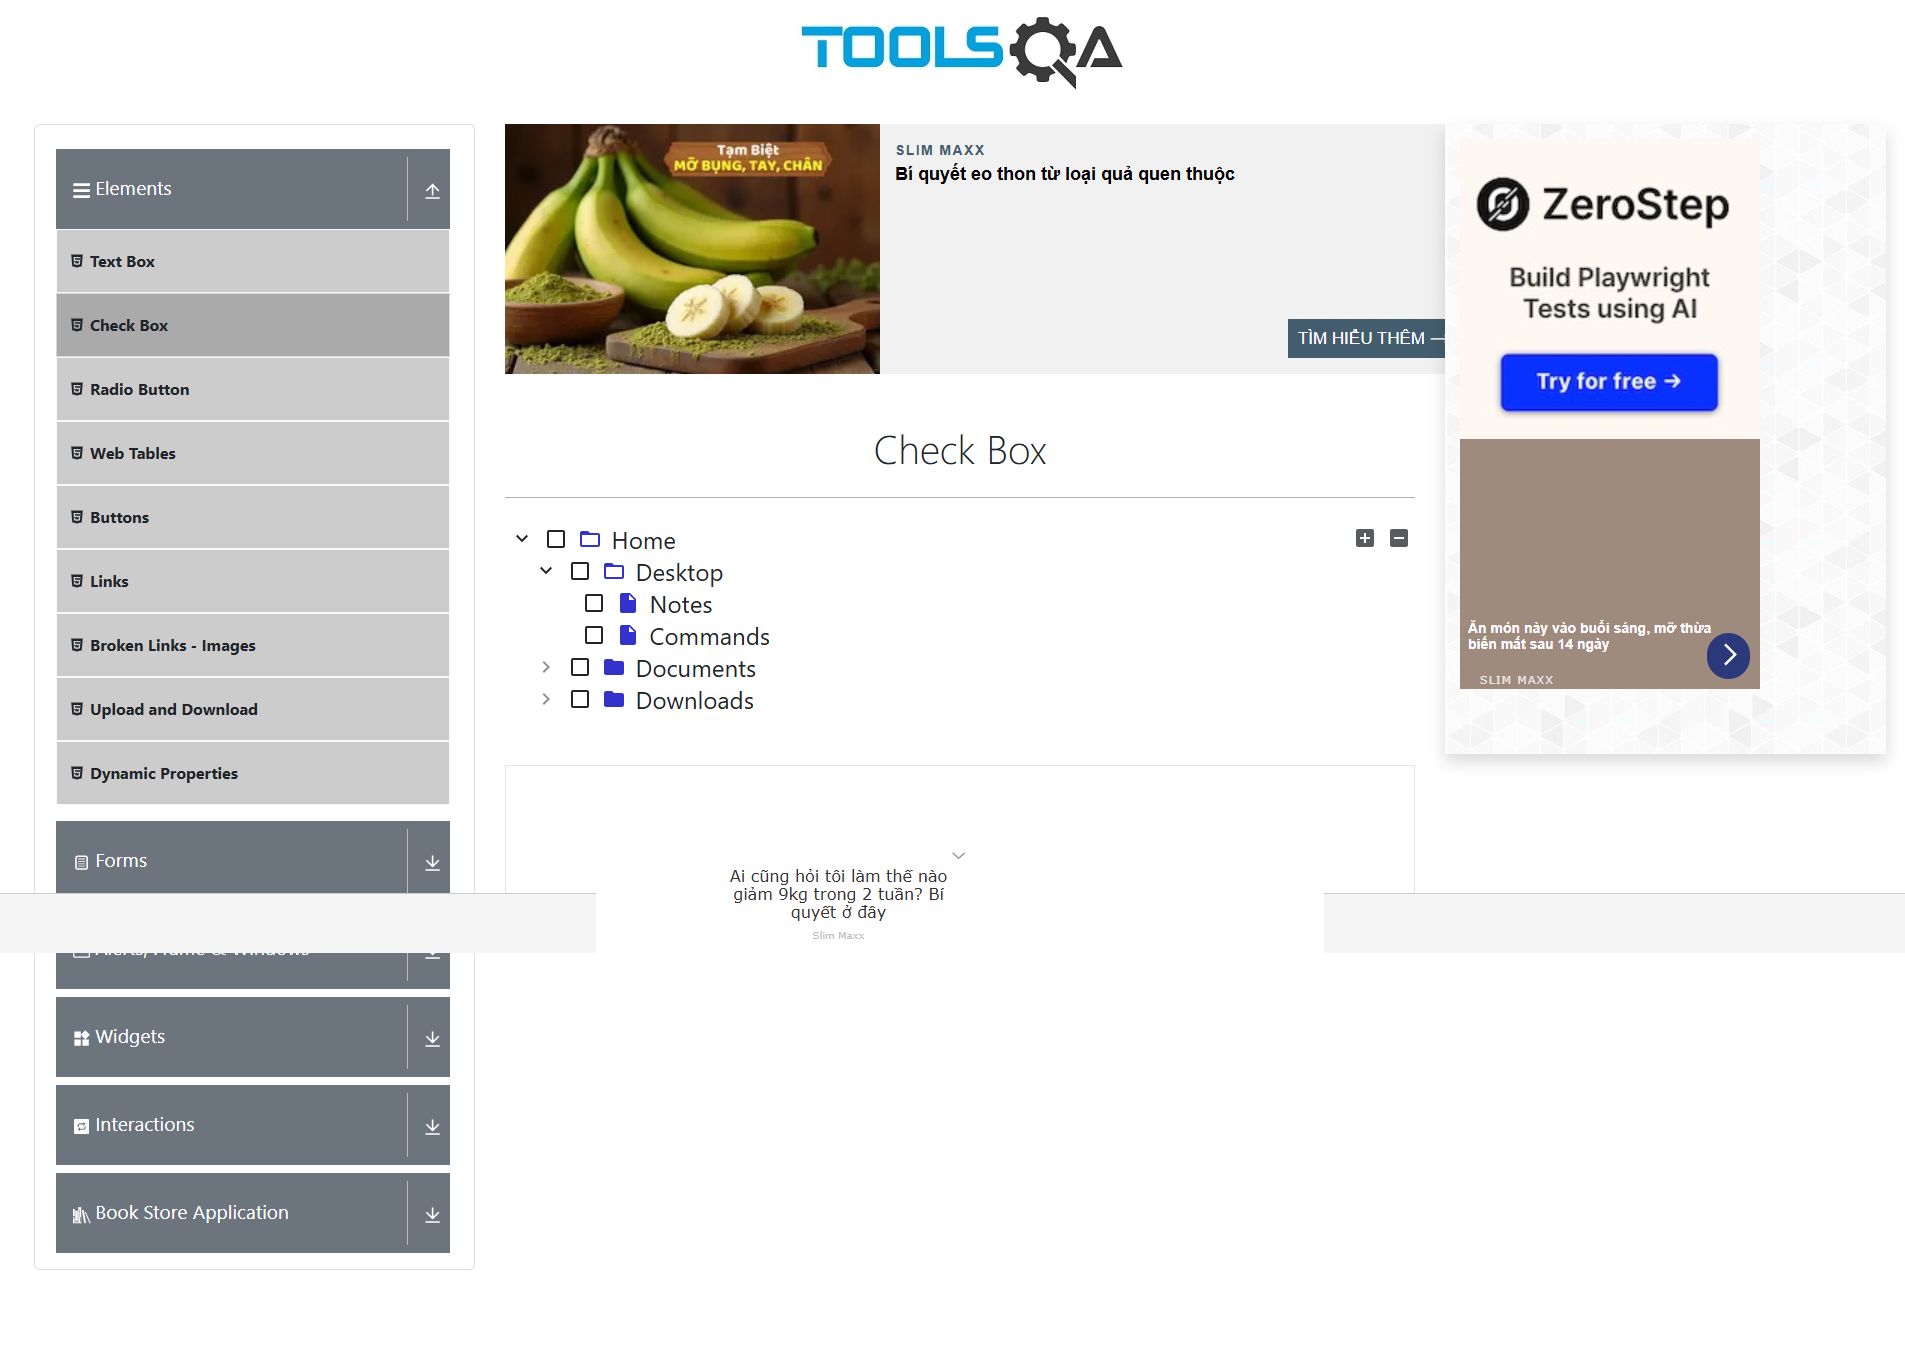 TOOLSQA
Elements
Text Box
Check Box
Radio Button
Web Tables
Buttons
Links
Broken Links - Images
Upload and Download
Dynamic Properties
Forms
Alerts, Frame & Windows
Widgets
Interactions
Book Store Application
Tạm Biệt
MỠ BỤNG, TAY, CHÂN
SLIM MAXX
Bí quyết eo thon từ loại quả quen thuộc
TÌM HIỂU THÊM
Check Box
Home
Desktop
Notes
Commands
Documents
Downloads
Ai cũng hỏi tôi làm thế nào
giảm 9kg trong 2 tuần? Bí
quyết ở đây
Slim Maxx
ZeroStep
Build Playwright
Tests using AI
Try for free →
Ăn món này vào buổi sáng, mỡ thừa
biến mất sau 14 ngày
SLIM MAXX